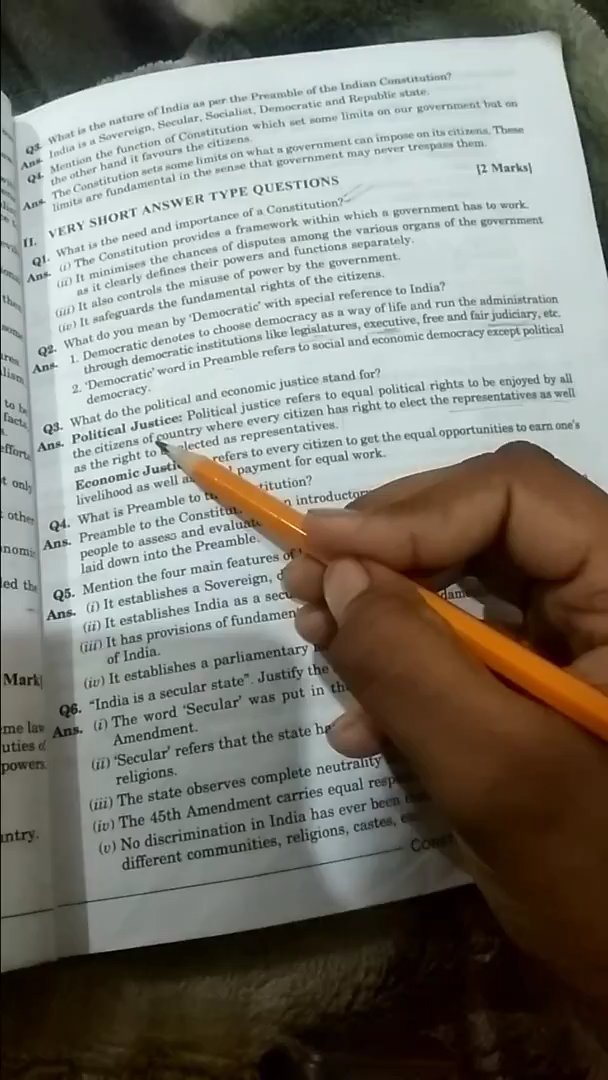 Q3. What is the nature of India as per the Preamble of the Indian Constitution?
Ans. India is a Sovereign, Secular, Socialist, Democratic and Republic state.
Q4. Mention the function of Constitution which set some limits on our government but on
the other hand it favours the citizens.
Ans. The Constitution sets some limits on what a government can impose on its citizens. These
limits are fundamental in the sense that government may never trespass them.
II. VERY SHORT ANSWER TYPE QUESTIONS [2 Marks]
Q1. What is the need and importance of a Constitution?
Ans. (i) The Constitution provides a framework within which a government has to work.
(ii) It minimises the chances of disputes among the various organs of the government
as it clearly defines their powers and functions separately.
(iii) It also controls the misuse of power by the government.
(iv) It safeguards the fundamental rights of the citizens.
Q2. What do you mean by 'Democratic' with special reference to India?
Ans. 1. Democratic denotes to choose democracy as a way of life and run the administration
through democratic institutions like legislatures, executive, free and fair judiciary, etc.
2. 'Democratic' word in Preamble refers to social and economic democracy except political
democracy.
Q3. What do the political and economic justice stand for?
Ans. Political Justice: Political justice refers to equal political rights to be enjoyed by all
the citizens of country where every citizen has right to elect the representatives as well
as the right to elected as representatives.
Economic refers to every citizen to get the equal opportunities to earn one's
livelihood as well payment for equal work.
Q4. What is Preamble to
Ans. Preamble to the
people to assess and
laid down into the Preamble.
Q5. Mention the four main features of
Ans. (i) It establishes a Sovereign,
(ii) It establishes India as a
(iii) It has provisions of
of India.
(iv) It establishes a parliamentary
Q6. "India is a secular state". Justify the
Ans. (i) The word 'Secular' was put in
Amendment.
(ii) 'Secular' refers that the state
religions.
(iii) The state observes complete neutrality
(iv) The 45th Amendment carries equal
(v) No discrimination in India has ever been
different communities, religions, castes,
to be
facts
efforts
t only
other
led the
Mark]
me law
uties of
powers
untry.